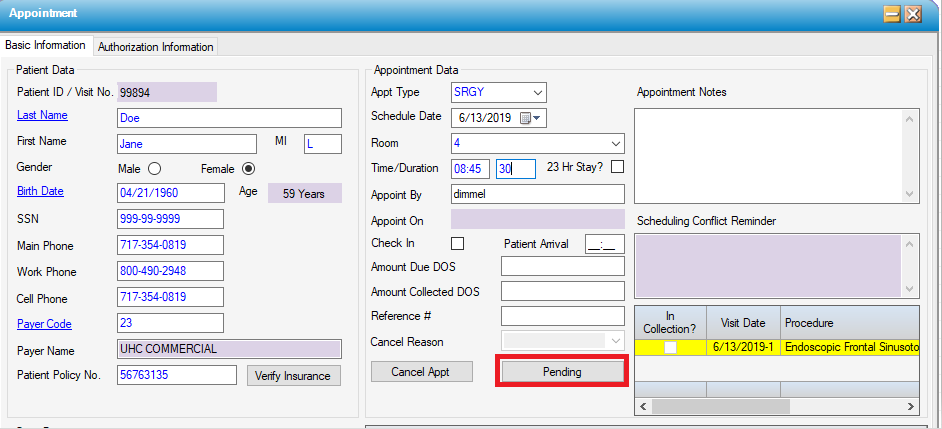 Appointment
Basic Information
Authorization Information
Patient Data
Patient ID / Visit No. 99894
Last Name Doe
First Name Jane MI L
Gender Male Female
Birth Date 04/21/1960 Age 59 Years
SSN 999-99-9999
Main Phone 717-354-0819
Work Phone 800-490-2948
Cell Phone 717-354-0819
Payer Code 23
Payer Name UHC COMMERCIAL
Patient Policy No. 56763135 Verify Insurance
Appointment Data
Appt Type SRGY
Schedule Date 6/13/2019
Room 4
Time/Duration 08:45 30 23 Hr Stay?
Appoint By dimmel
Appoint On
Check In Patient Arrival __:__
Amount Due DOS
Amount Collected DOS
Reference #
Cancel Reason
Cancel Appt Pending
Appointment Notes
Scheduling Conflict Reminder
In Collection? Visit Date Procedure
6/13/2019-1 Endoscopic Frontal Sinusoto